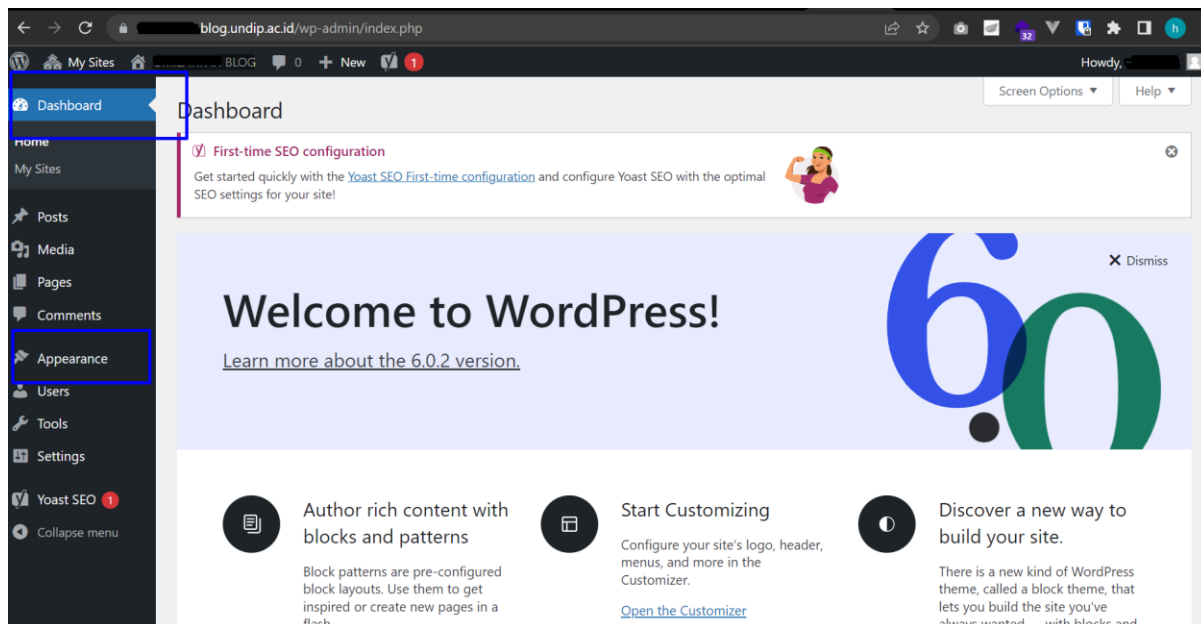 blog.undip.ac.id/wp-admin/index.php
32
h
My Sites
BLOG
0
New
1
Howdy,
Dashboard
Home
My Sites
Posts
Media
Pages
Comments
Appearance
Users
Tools
Settings
Yoast SEO 1
Collapse menu
Screen Options
Help
Dashboard
First-time SEO configuration
Get started quickly with the Yoast SEO First-time configuration and configure Yoast SEO with the optimal
SEO settings for your site!
Dismiss
Welcome to WordPress!
Learn more about the 6.0.2 version.
6.0
Author rich content with
blocks and patterns
Block patterns are pre-configured
block layouts. Use them to get
inspired or create new pages in a
flash.
Start Customizing
Configure your site's logo, header,
menus, and more in the
Customizer.
Open the Customizer
Discover a new way to
build your site.
There is a new kind of WordPress
theme, called a block theme, that
lets you build the site you've
always wanted — with blocks and